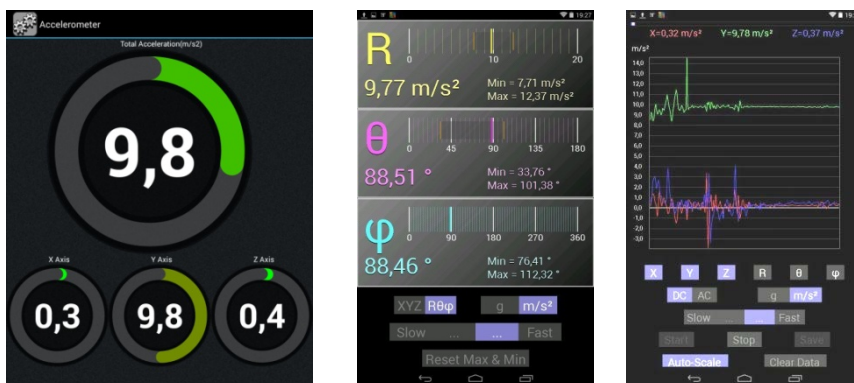 Accelerometer
Total Acceleration(m/s2)
9,8
X Axis
Y Axis
Z Axis
0,3
9,8
0,4
19:27
R
0 10 20
9,77 m/s²
Min = 7,71 m/s²
Max = 12,37 m/s²
θ
0 45 90 135 180
88,51 °
Min = 33,76 °
Max = 101,38 °
φ
0 90 180 270 360
88,46 °
Min = 76,41 °
Max = 112,32 °
XYZ Rθφ g m/s²
Slow ... ... Fast
Reset Max & Min
X=0,32 m/s² Y=9,78 m/s² Z=0,37 m/s²
m/s²
14,0
13,0
12,0
11,0
10,0
9,0
8,0
7,0
6,0
5,0
4,0
3,0
2,0
1,0
0,0
-1,0
-2,0
-3,0
X Y Z R θ φ
DC AC g m/s²
Slow ... ... Fast
Start Stop Save
Auto-Scale Clear Data